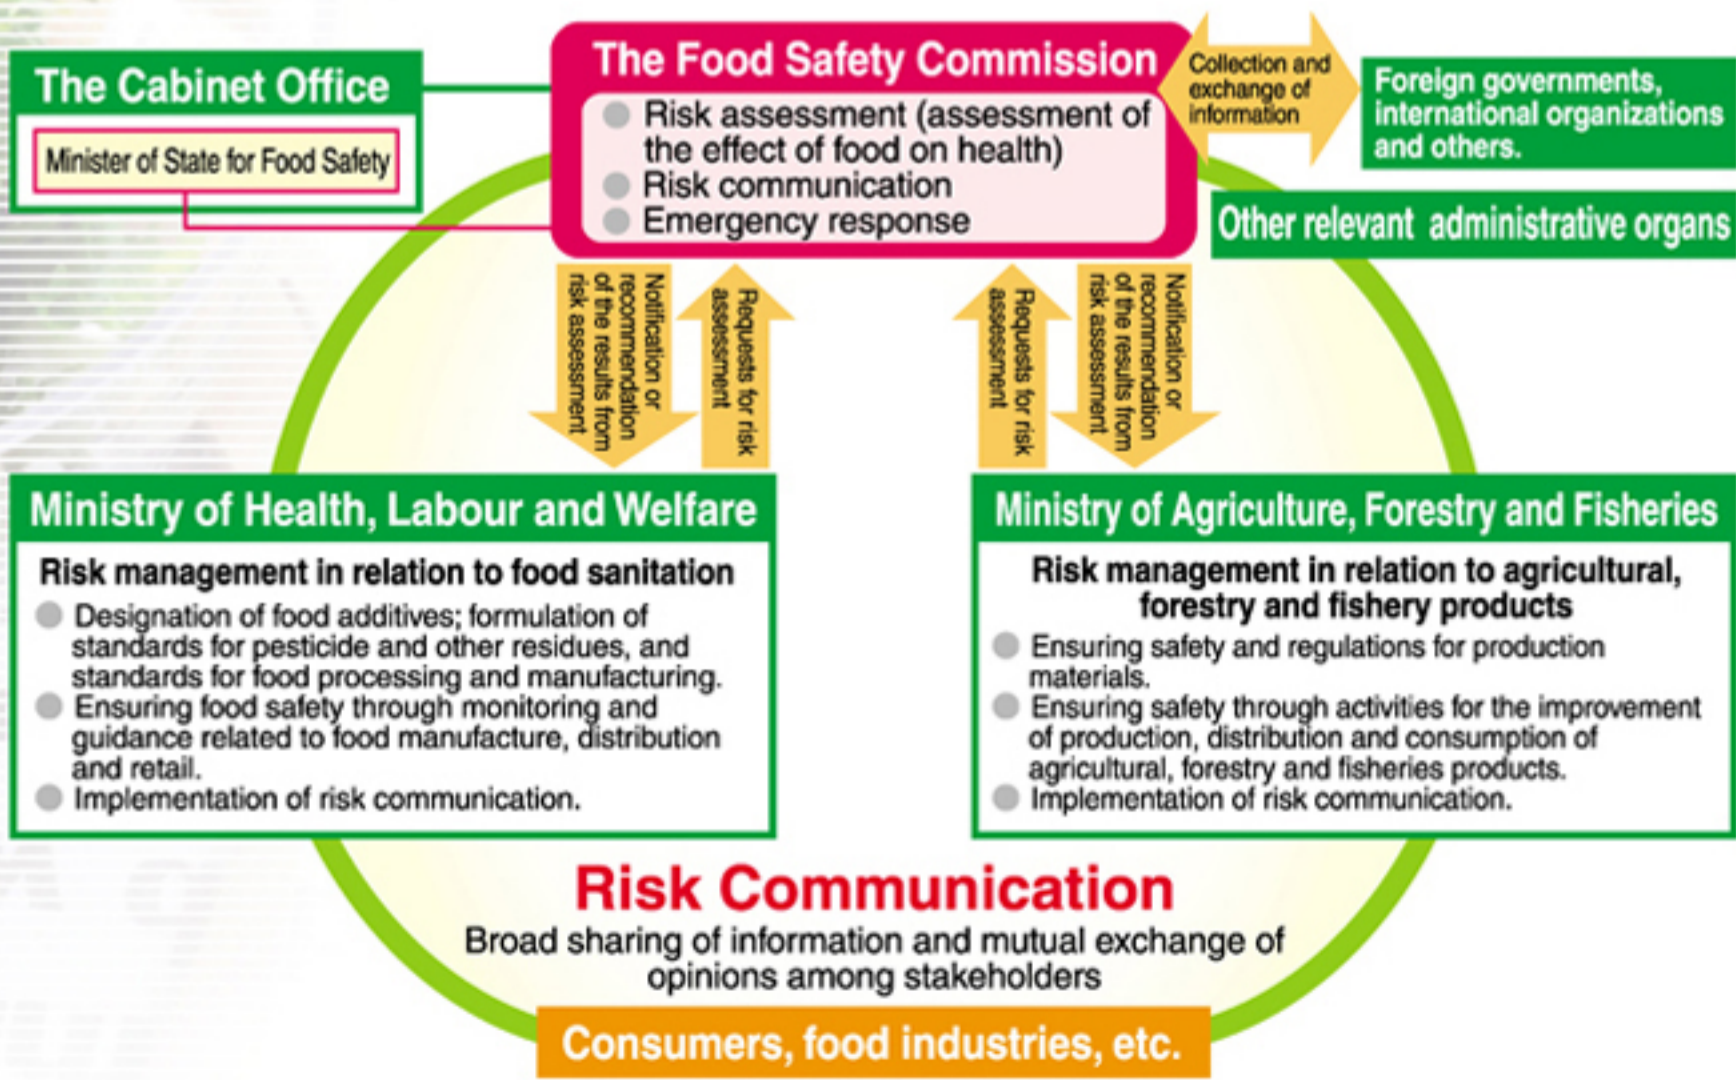 The Cabinet Office
Minister of State for Food Safety
The Food Safety Commission
Risk assessment (assessment of
the effect of food on health)
Risk communication
Emergency response
Collection and
exchange of
information
Foreign governments,
international organizations
and others.
Other relevant administrative organs
Notification or
recommendation
of the results from
risk assessment
Requests for risk
assessment
Requests for risk
assessment
Notification or
recommendation
of the results from
risk assessment
Ministry of Health, Labour and Welfare
Risk management in relation to food sanitation
Designation of food additives; formulation of
standards for pesticide and other residues, and
standards for food processing and manufacturing.
Ensuring food safety through monitoring and
guidance related to food manufacture, distribution
and retail.
Implementation of risk communication.
Ministry of Agriculture, Forestry and Fisheries
Risk management in relation to agricultural,
forestry and fishery products
Ensuring safety and regulations for production
materials.
Ensuring safety through activities for the improvement
of production, distribution and consumption of
agricultural, forestry and fisheries products.
Implementation of risk communication.
Risk Communication
Broad sharing of information and mutual exchange of
opinions among stakeholders
Consumers, food industries, etc.